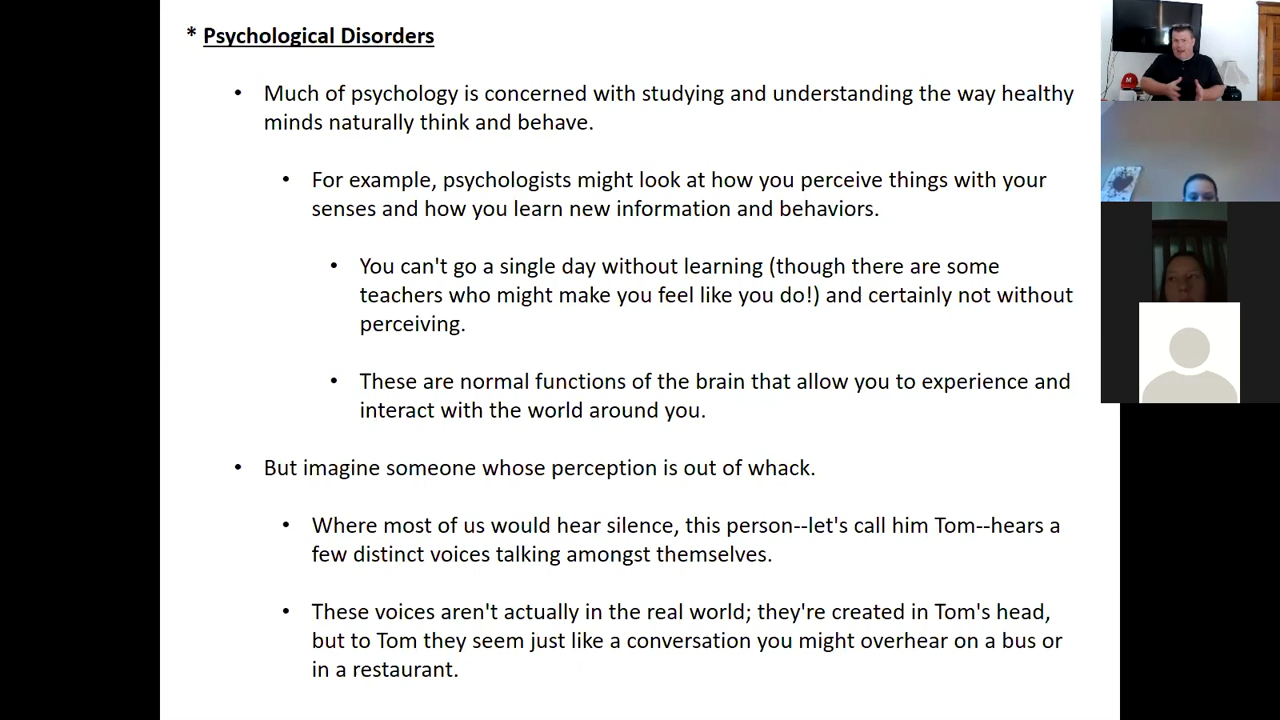 * Psychological Disorders
• Much of psychology is concerned with studying and understanding the way healthy
minds naturally think and behave.
• For example, psychologists might look at how you perceive things with your
senses and how you learn new information and behaviors.
• You can't go a single day without learning (though there are some
teachers who might make you feel like you do!) and certainly not without
perceiving.
• These are normal functions of the brain that allow you to experience and
interact with the world around you.
• But imagine someone whose perception is out of whack.
• Where most of us would hear silence, this person--let's call him Tom--hears a
few distinct voices talking amongst themselves.
• These voices aren't actually in the real world; they're created in Tom's head,
but to Tom they seem just like a conversation you might overhear on a bus or
in a restaurant.
M